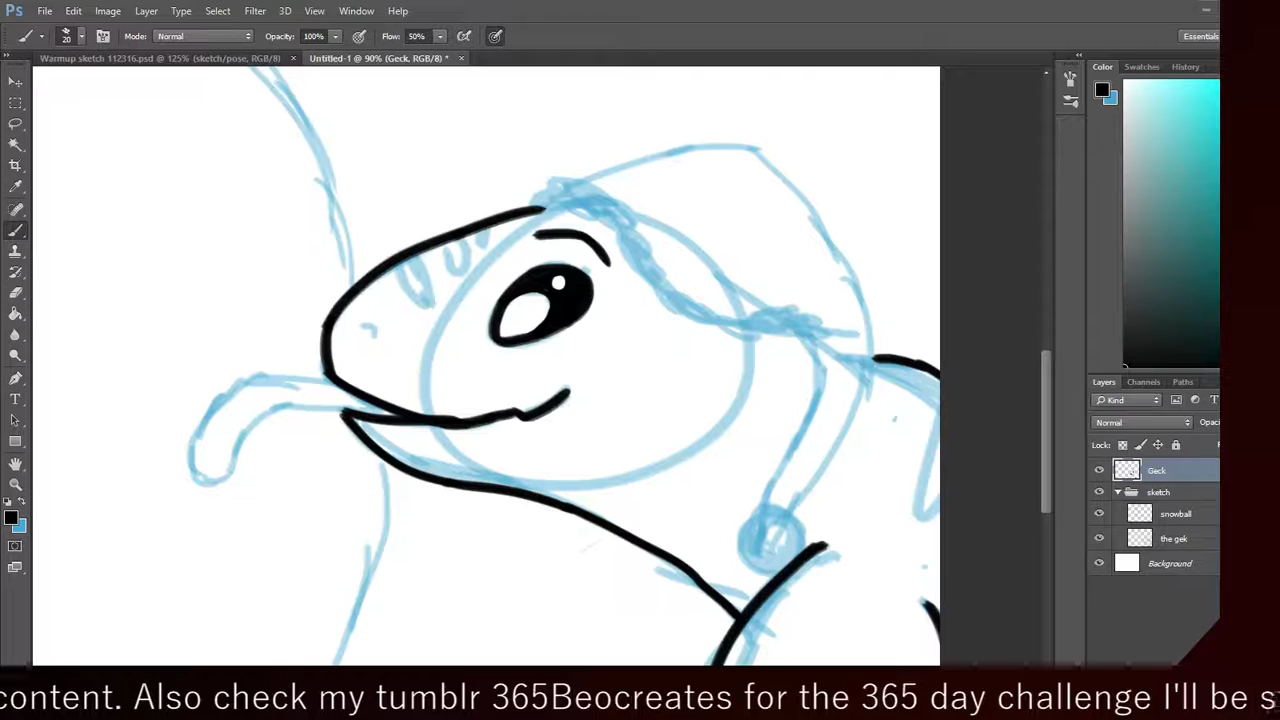 Ps File Edit Image Layer Type Select Filter 3D View Window Help
20 Mode: Normal Opacity: 100% Flow: 50% Essentials
Warmup sketch 112316.psd @ 125% (sketch/pose, RGB/8) × Untitled-1 @ 90% (Geck, RGB/8) * ×
Color Swatches History
Layers Channels Paths
Kind
Normal Opac
Lock: F
Geck
sketch
snowball
the gek
Background
content. Also check my tumblr 365Beocreates for the 365 day challenge I'll be s